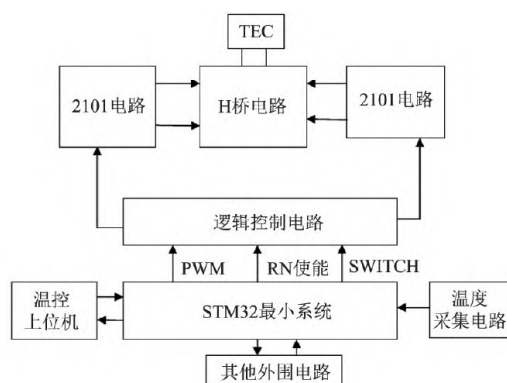 TEC
2101电路
H桥电路
2101电路
逻辑控制电路
PWM
RN使能
SWITCH
温控
上位机
STM32最小系统
温度
采集电路
其他外围电路